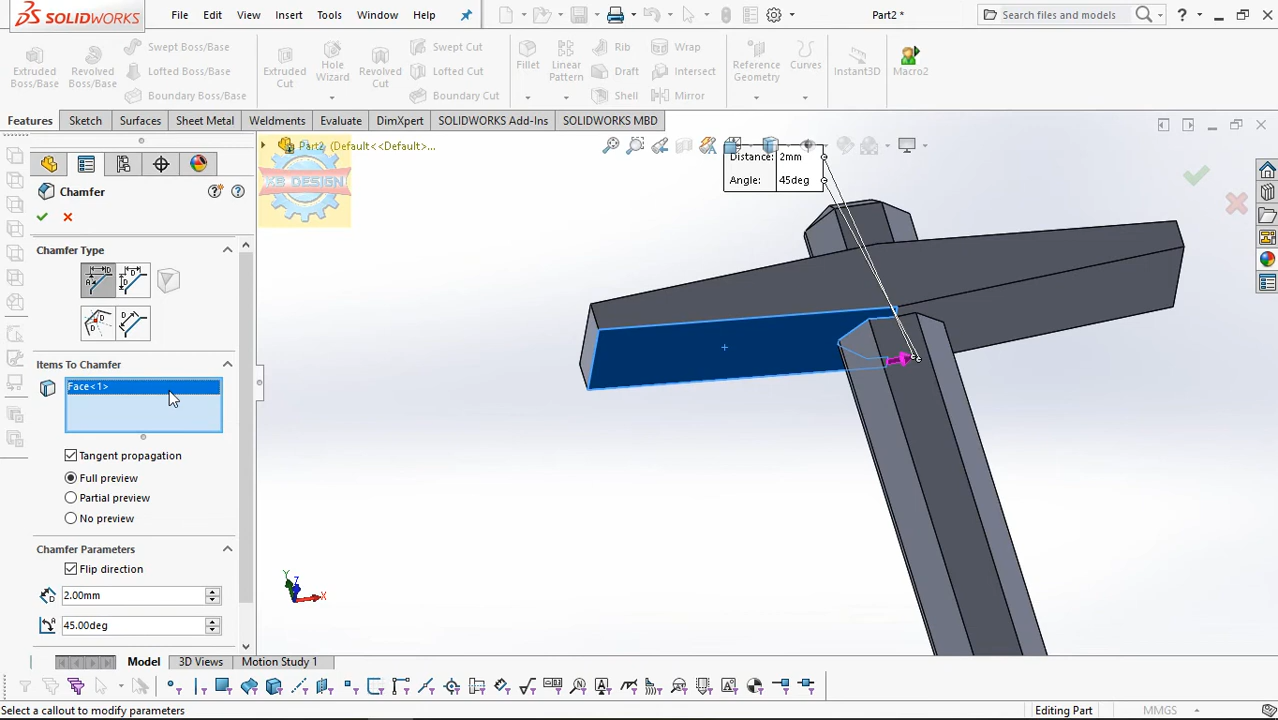 SOLIDWORKS
File Edit View Insert Tools Window Help
Part2 *
Search files and models
Extruded Boss/Base
Revolved Boss/Base
Swept Boss/Base
Lofted Boss/Base
Boundary Boss/Base
Extruded Cut
Hole Wizard
Revolved Cut
Swept Cut
Lofted Cut
Boundary Cut
Fillet
Linear Pattern
Rib
Draft
Shell
Wrap
Intersect
Mirror
Reference Geometry
Curves
Instant3D
Macro2
Features Sketch Surfaces Sheet Metal Weldments Evaluate DimXpert SOLIDWORKS Add-Ins SOLIDWORKS MBD
Part2 (Default<<Default>...
KB DESIGN
Distance: 2mm
Angle: 45deg
Chamfer
Chamfer Type
Items To Chamfer
Face<1>
Tangent propagation
Full preview
Partial preview
No preview
Chamfer Parameters
Flip direction
2.00mm
45.00deg
Y
Z
X
Model 3D Views Motion Study 1
Select a callout to modify parameters
Editing Part
MMGS